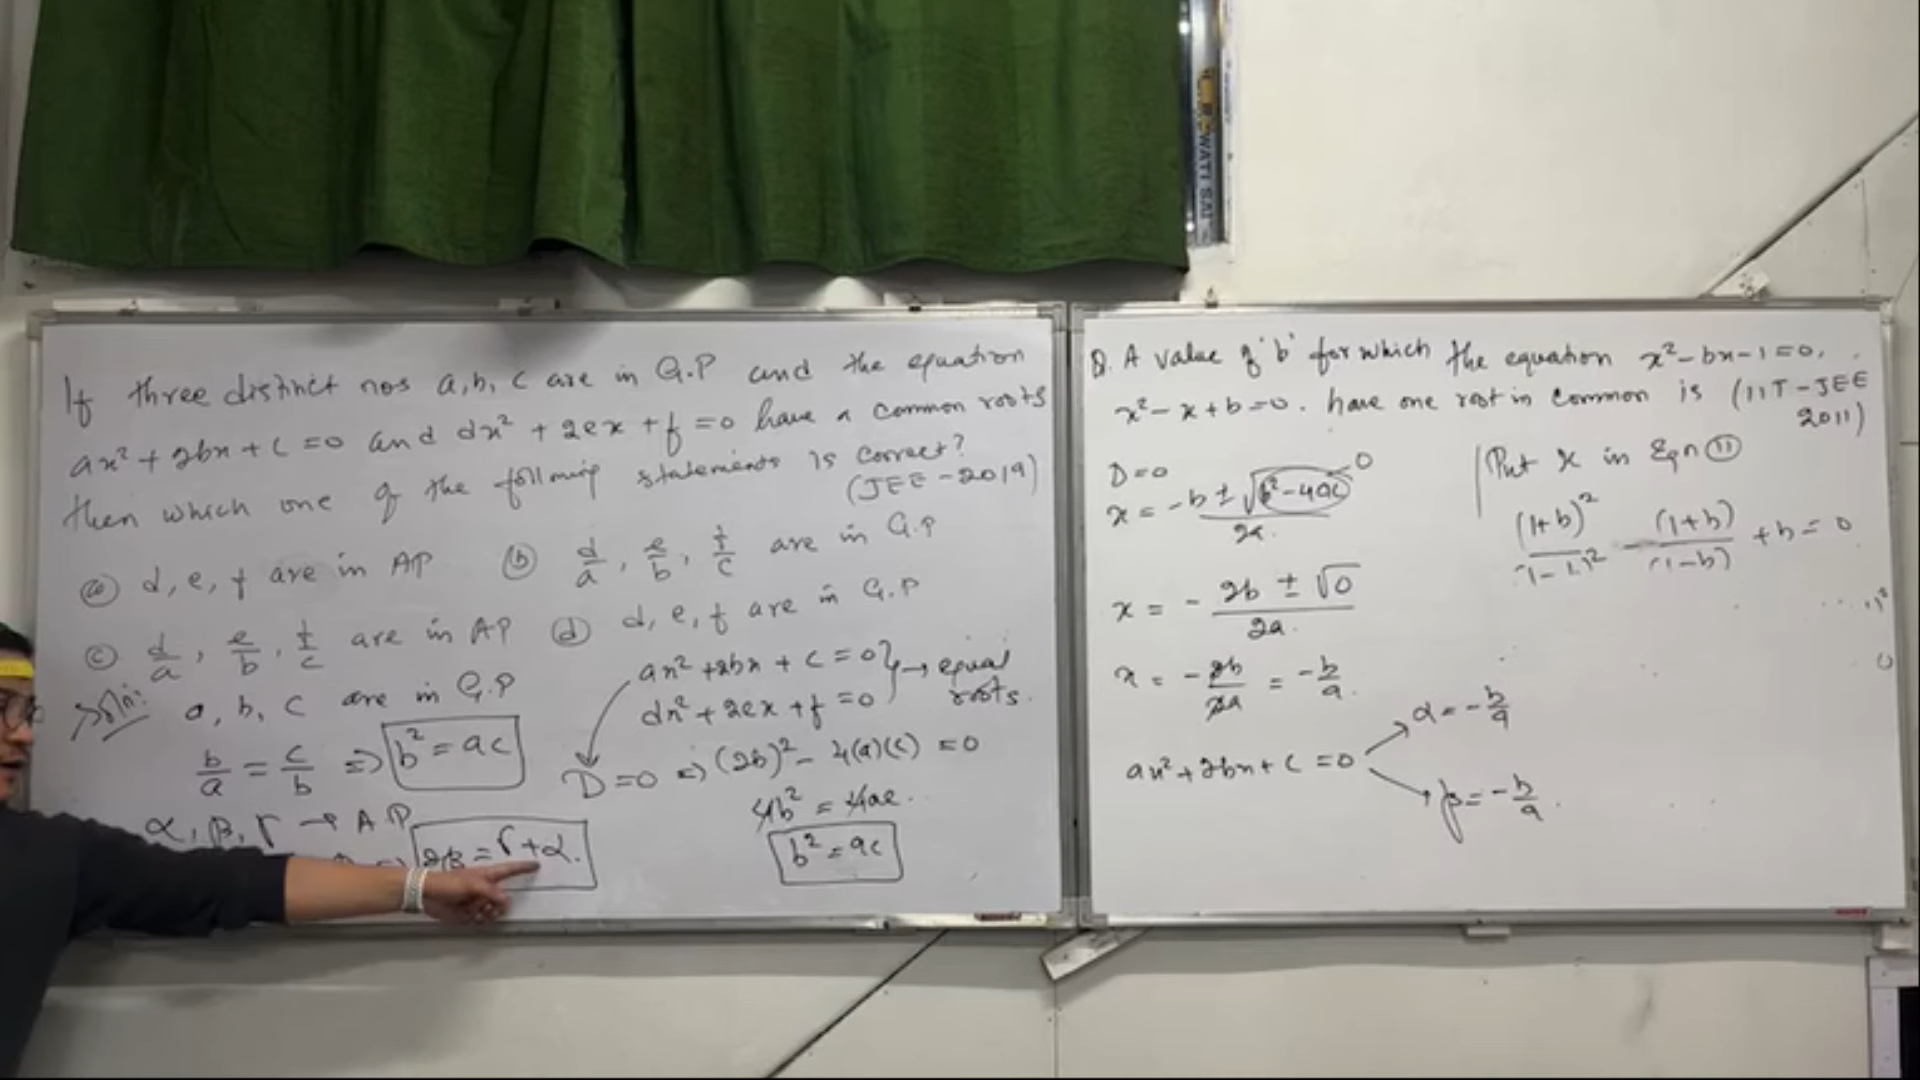 If three distinct nos a, b, c are in G.P and the equation
ax² + 2bx + c = 0 and dx² + 2ex + f = 0 have a common roots
then which one of the following statements is correct?
(JEE - 2019)
(a) d, e, f are in AP (b) d/a, e/b, f/c are in G.P
(c) d/a, e/b, f/c are in AP (d) d, e, f are in G.P
Soln: a, b, c are in G.P
b/a = c/b ⇒ b² = ac
α, β, γ → A.P
2β = γ + α.
ax² + 2bx + c = 0 } → equal
dx² + 2ex + f = 0 roots.
D = 0 ⇒ (2b)² - 4(a)(c) = 0
4b² = 4ac.
b² = ac
Q. A value of 'b' for which the equation x² - bx - 1 = 0,
x² - x + b = 0. have one root in common is (IIT - JEE
2011)
D = 0
x = -b ± √b² - 4ac / 2a. 0
x = - 2b ± √0 / 2a.
x = - 2b/2a = - b/a.
ax² + 2bx + c = 0
α = - b/a
β = - b/a.
Put x in Eqn (11)
(1+b)² / (1-b)² - (1+b) / (1-b) + b = 0
WATI SAI